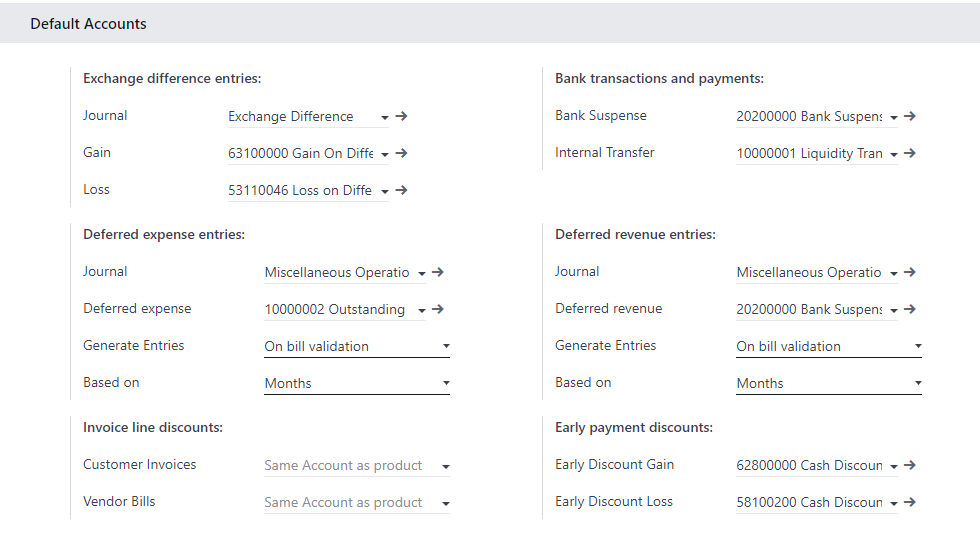 Default Accounts
Exchange difference entries:
Journal Exchange Difference
Gain 63100000 Gain On Diffe
Loss 53110046 Loss on Diffe
Bank transactions and payments:
Bank Suspense 20200000 Bank Suspens
Internal Transfer 10000001 Liquidity Tran
Deferred expense entries:
Journal Miscellaneous Operatio
Deferred expense 10000002 Outstanding
Generate Entries On bill validation
Based on Months
Deferred revenue entries:
Journal Miscellaneous Operatio
Deferred revenue 20200000 Bank Suspens
Generate Entries On bill validation
Based on Months
Invoice line discounts:
Customer Invoices Same Account as product
Vendor Bills Same Account as product
Early payment discounts:
Early Discount Gain 62800000 Cash Discoun
Early Discount Loss 58100200 Cash Discoun